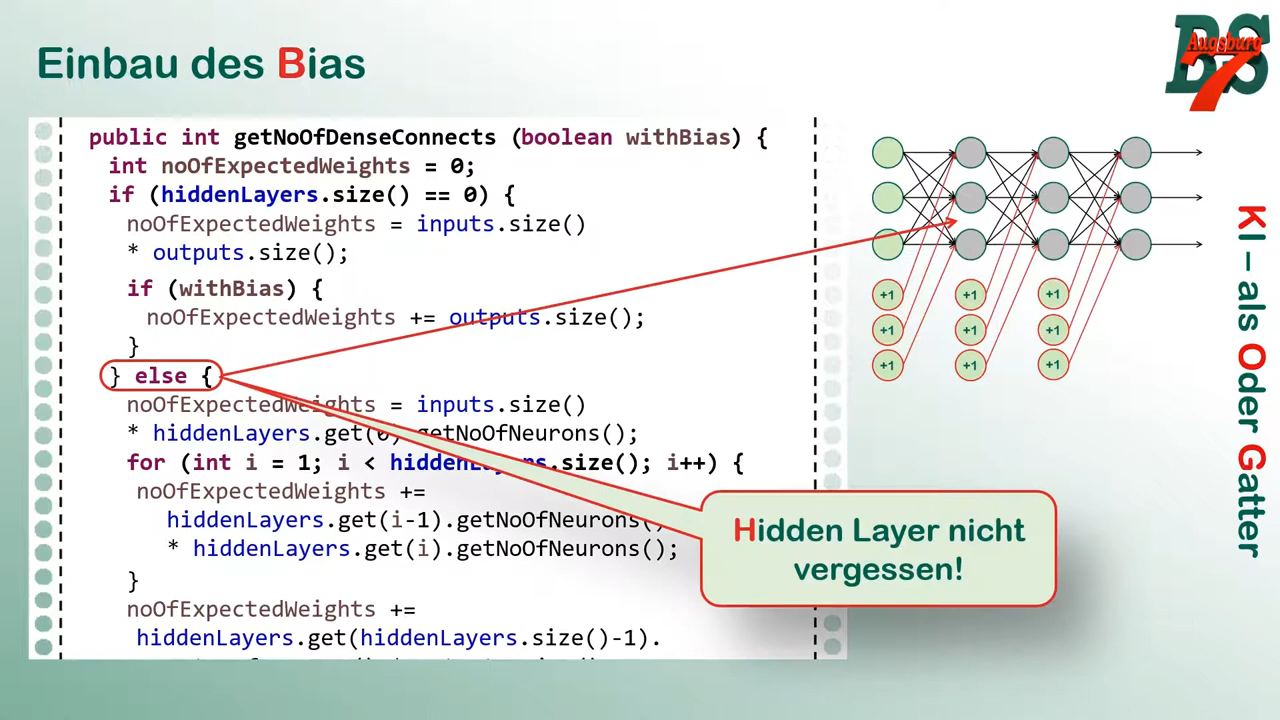 Einbau des Bias
BS
Augsburg
7
public int getNoOfDenseConnects (boolean withBias) {
int noOfExpectedWeights = 0;
if (hiddenLayers.size() == 0) {
noOfExpectedWeights = inputs.size()
* outputs.size();
if (withBias) {
noOfExpectedWeights += outputs.size();
}
} else {
noOfExpectedWeights = inputs.size()
* hiddenLayers.get(0).getNoOfNeurons();
for (int i = 1; i < hiddenLayers.size(); i++) {
noOfExpectedWeights +=
hiddenLayers.get(i-1).getNoOfNeurons()
* hiddenLayers.get(i).getNoOfNeurons();
}
noOfExpectedWeights +=
hiddenLayers.get(hiddenLayers.size()-1).
+1 +1 +1
+1 +1 +1
+1 +1 +1
Hidden Layer nicht
vergessen!
KI – als Oder Gatter